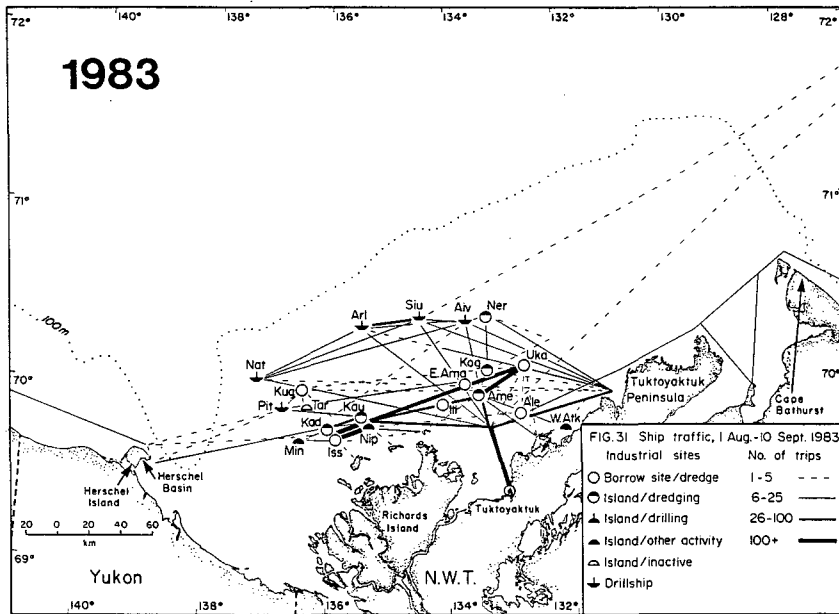 72° 140° 138° 136° 134° 132° 130° 128° 72°
1983
71° 71°
100m
Arl Siu Aiv Ner
Nat Kog Uka
70° E.Ama 70°
Kug Ame
Pit Tar Kay Itt Ale
Kad W.Atk
Min Iss Nip
Tuktoyaktuk
Peninsula
Cape
Bathurst
Herschel
Island
Herschel
Basin
20 0 20 40 60
km
Richards
Island
Tuktoyaktuk
69°
Yukon N.W.T.
140° 138° 136° 134° 132°
FIG.31 Ship traffic, 1 Aug.-10 Sept. 1983
Industrial sites No. of trips
Borrow site/dredge 1-5
Island/dredging 6-25
Island/drilling 26-100
Island/other activity 100+
Island/inactive
Drillship